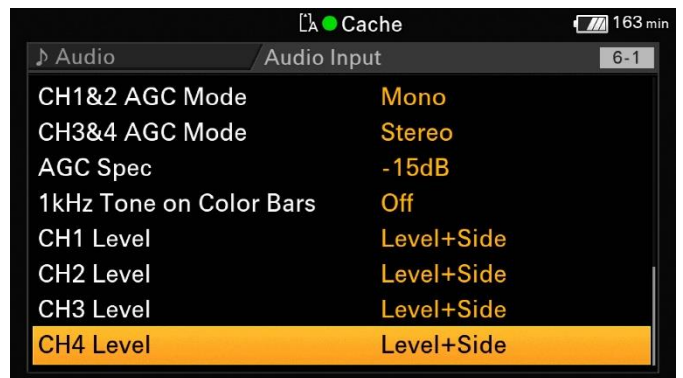 A Cache 163 min
Audio Audio Input 6-1
CH1&2 AGC Mode Mono
CH3&4 AGC Mode Stereo
AGC Spec -15dB
1kHz Tone on Color Bars Off
CH1 Level Level+Side
CH2 Level Level+Side
CH3 Level Level+Side
CH4 Level Level+Side